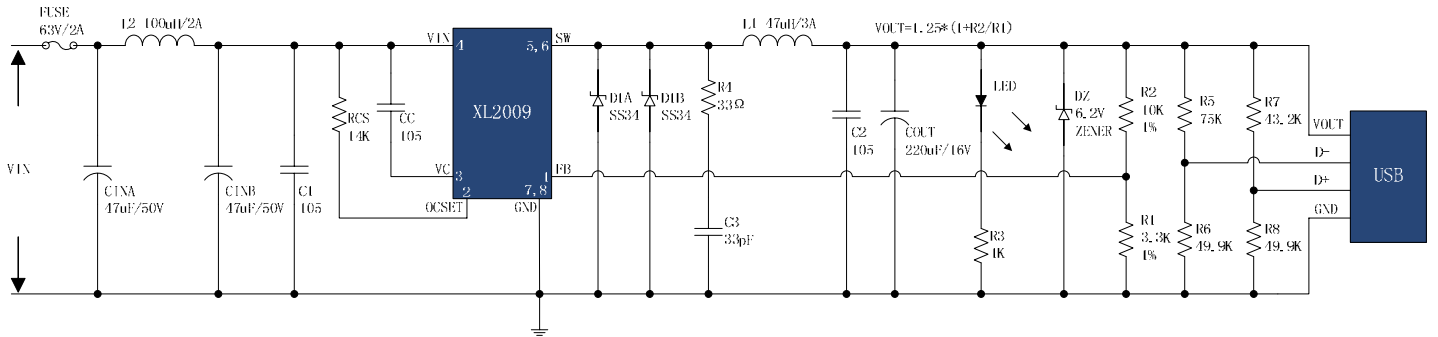 FUSE
63V/2A
L2 100uH/2A
VIN
4
5,6
SW
L1 47uH/3A
VOUT=1.25*(1+R2/R1)
RCS
14K
CC
105
XL2009
D1A
SS34
D1B
SS34
R4
33Ω
C2
105
COUT
220uF/16V
LED
DZ
6.2V
ZENER
R2
10K
1%
R5
75K
R7
43.2K
VOUT
D-
D+
GND
USB
VIN
CINA
47uF/50V
CINB
47uF/50V
C1
105
VC
3
2
OCSET
7,8
GND
1
FB
C3
33pF
R3
1K
R1
3.3K
1%
R6
49.9K
R8
49.9K